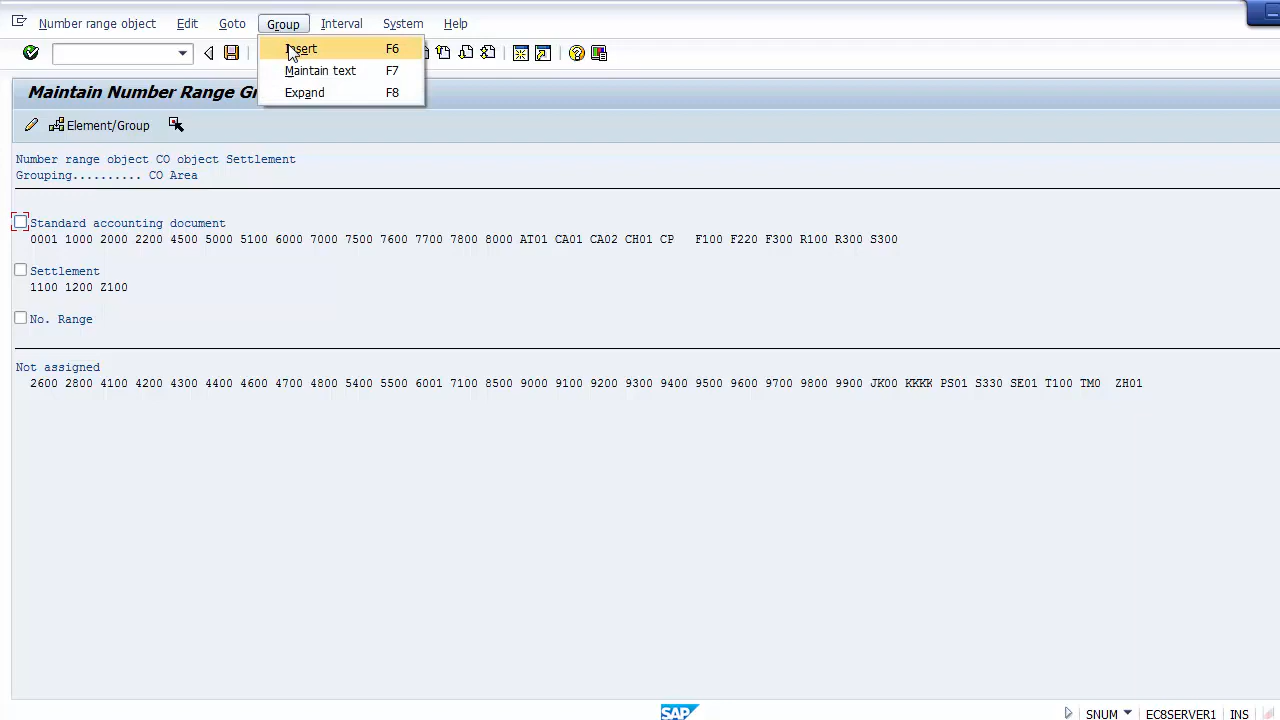 Number range object Edit Goto Group Interval System Help
Insert F6
Maintain text F7
Expand F8
Maintain Number Range
Element/Group
Number range object CO object Settlement
Grouping.......... CO Area
Standard accounting document
0001 1000 2000 2200 4500 5000 5100 6000 7000 7500 7600 7700 7800 8000 AT01 CA01 CA02 CH01 CP F100 F220 F300 R100 R300 S300
Settlement
1100 1200 Z100
No. Range
Not assigned
2600 2800 4100 4200 4300 4400 4600 4700 4800 5400 5500 6001 7100 8500 9000 9100 9200 9300 9400 9500 9600 9700 9800 9900 JK00 KKKK PS01 S330 SE01 T100 TM0 ZH01
SAP
SNUM EC8SERVER1 INS